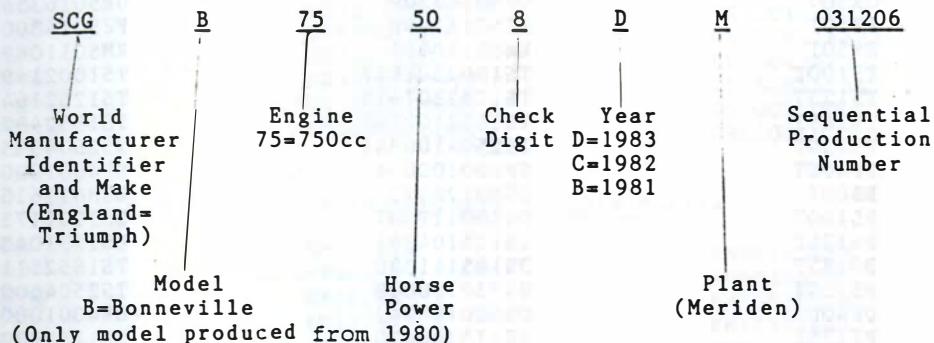 SCG B 75 50 8 D M 031206
World Engine Check Year Sequential
Manufacturer 75=750cc Digit D=1983 Production
Identifier C=1982 Number
and Make B=1981
(England=
Triumph)
Model Horse Plant
B=Bonneville Power (Meriden)
(Only model produced from 1980)